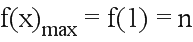 f(x)max = f(1) = n